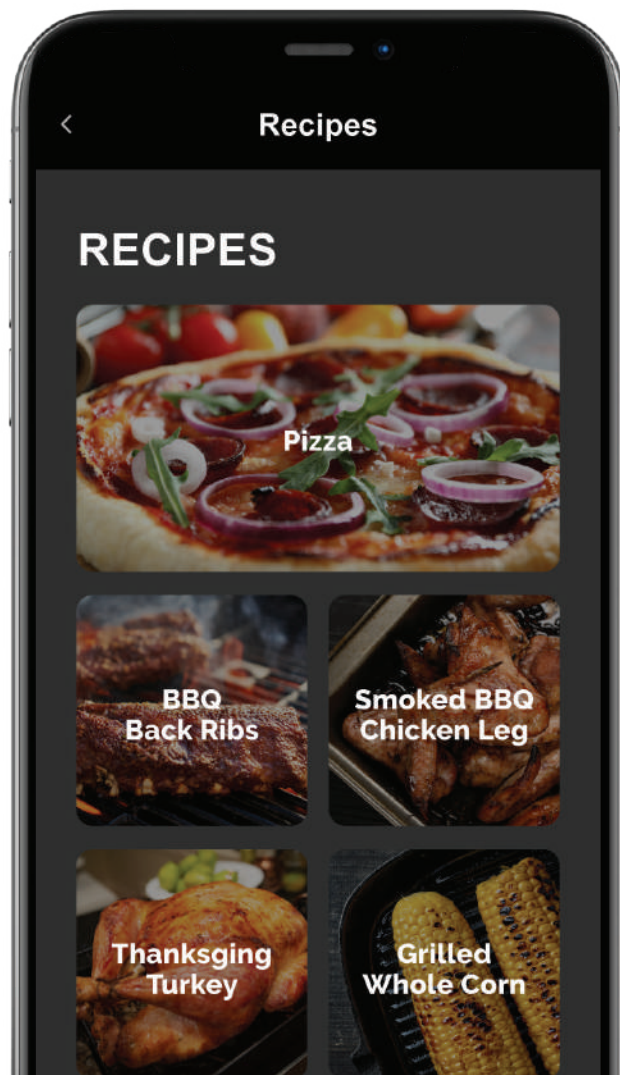 Recipes
RECIPES
Pizza
BBQ
Back Ribs
Smoked BBQ
Chicken Leg
Thanksging
Turkey
Grilled
Whole Corn